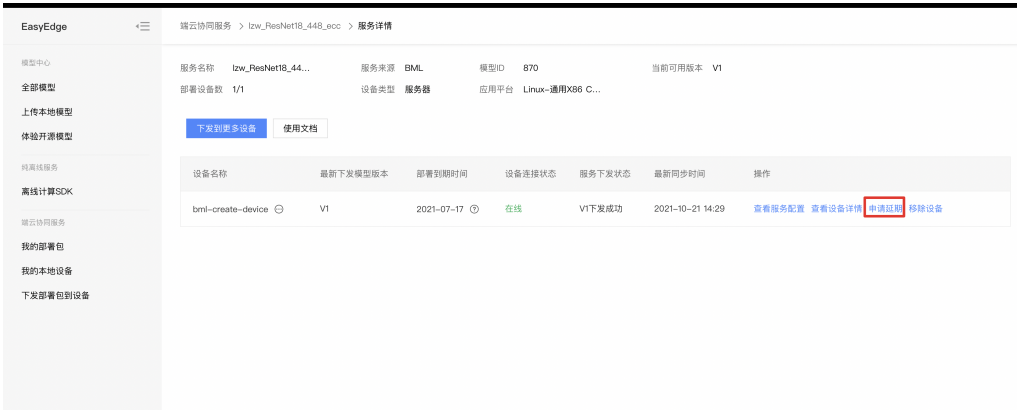 EasyEdge
端云协同服务 > lzw_ResNet18_448_ecc > 服务详情
模型中心
全部模型
上传本地模型
体验开源模型
纯离线服务
离线计算SDK
端云协同服务
我的部署包
我的本地设备
下发部署包到设备
服务名称 lzw_ResNet18_44... 服务来源 BML 模型ID 870 当前可用版本 V1
部署设备数 1/1 设备类型 服务器 应用平台 Linux-通用X86 C...
下发到更多设备 使用文档
设备名称 最新下发模型版本 部署到期时间 设备连接状态 服务下发状态 最新同步时间 操作
bml-create-device V1 2021-07-17 在线 V1下发成功 2021-10-21 14:29 查看服务配置 查看设备详情 申请延期 移除设备